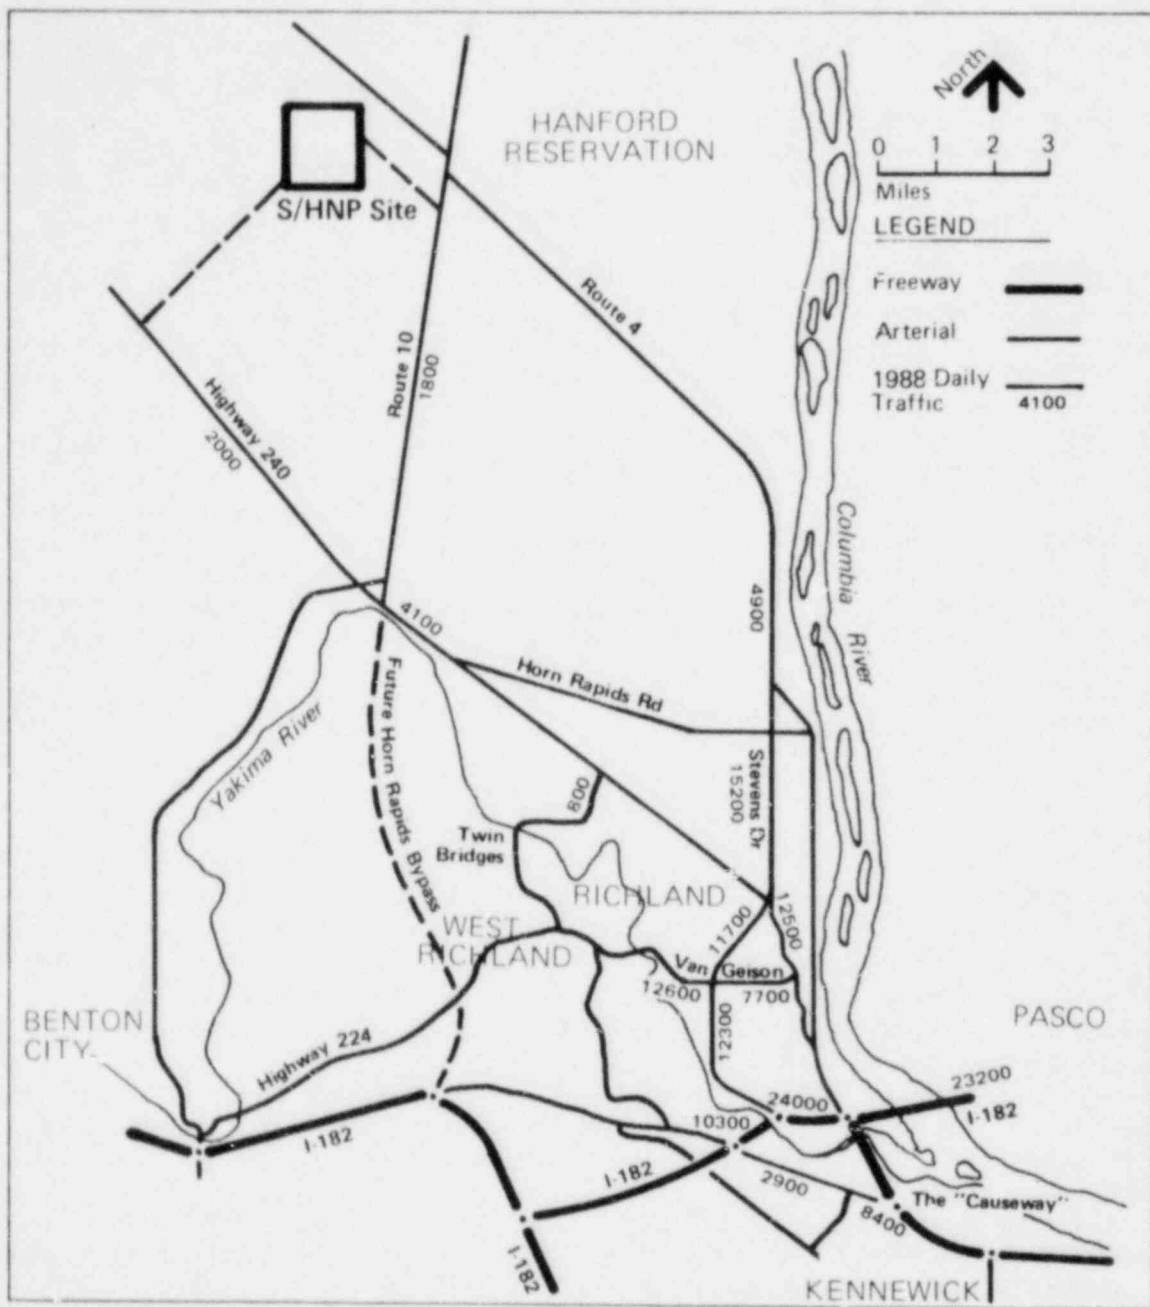 HANFORD
RESERVATION
North
0 1 2 3
Miles
LEGEND
Freeway
Arterial
1988 Daily
Traffic
4100
S/HNP Site
Route 4
Route 10
1800
Highway 240
2000
Columbia
River
4900
4100
Horn Rapids Rd
Future Horn Rapids Bypass
Yakima River
Stevens Dr
15200
800
Twin
Bridges
RICHLAND
WEST
RICHLAND
11700
12500
Van Geison
12600
7700
12300
PASCO
BENTON
CITY
Highway 224
24000
23200
I-182
10300
I-182
I-182
2900
The "Causeway"
8400
I-182
KENNEWICK